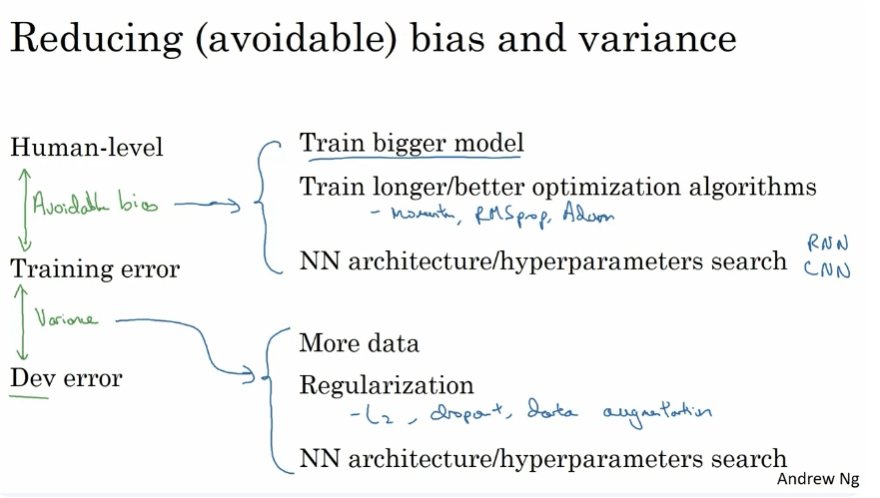 Reducing (avoidable) bias and variance
Human-level
Avoidable bias
Training error
Variance
Dev error
Train bigger model
Train longer/better optimization algorithms
- Momentum, RMSprop, Adam
NN architecture/hyperparameters search
RNN
CNN
More data
Regularization
- L2, dropout, data augmentation
NN architecture/hyperparameters search
Andrew Ng